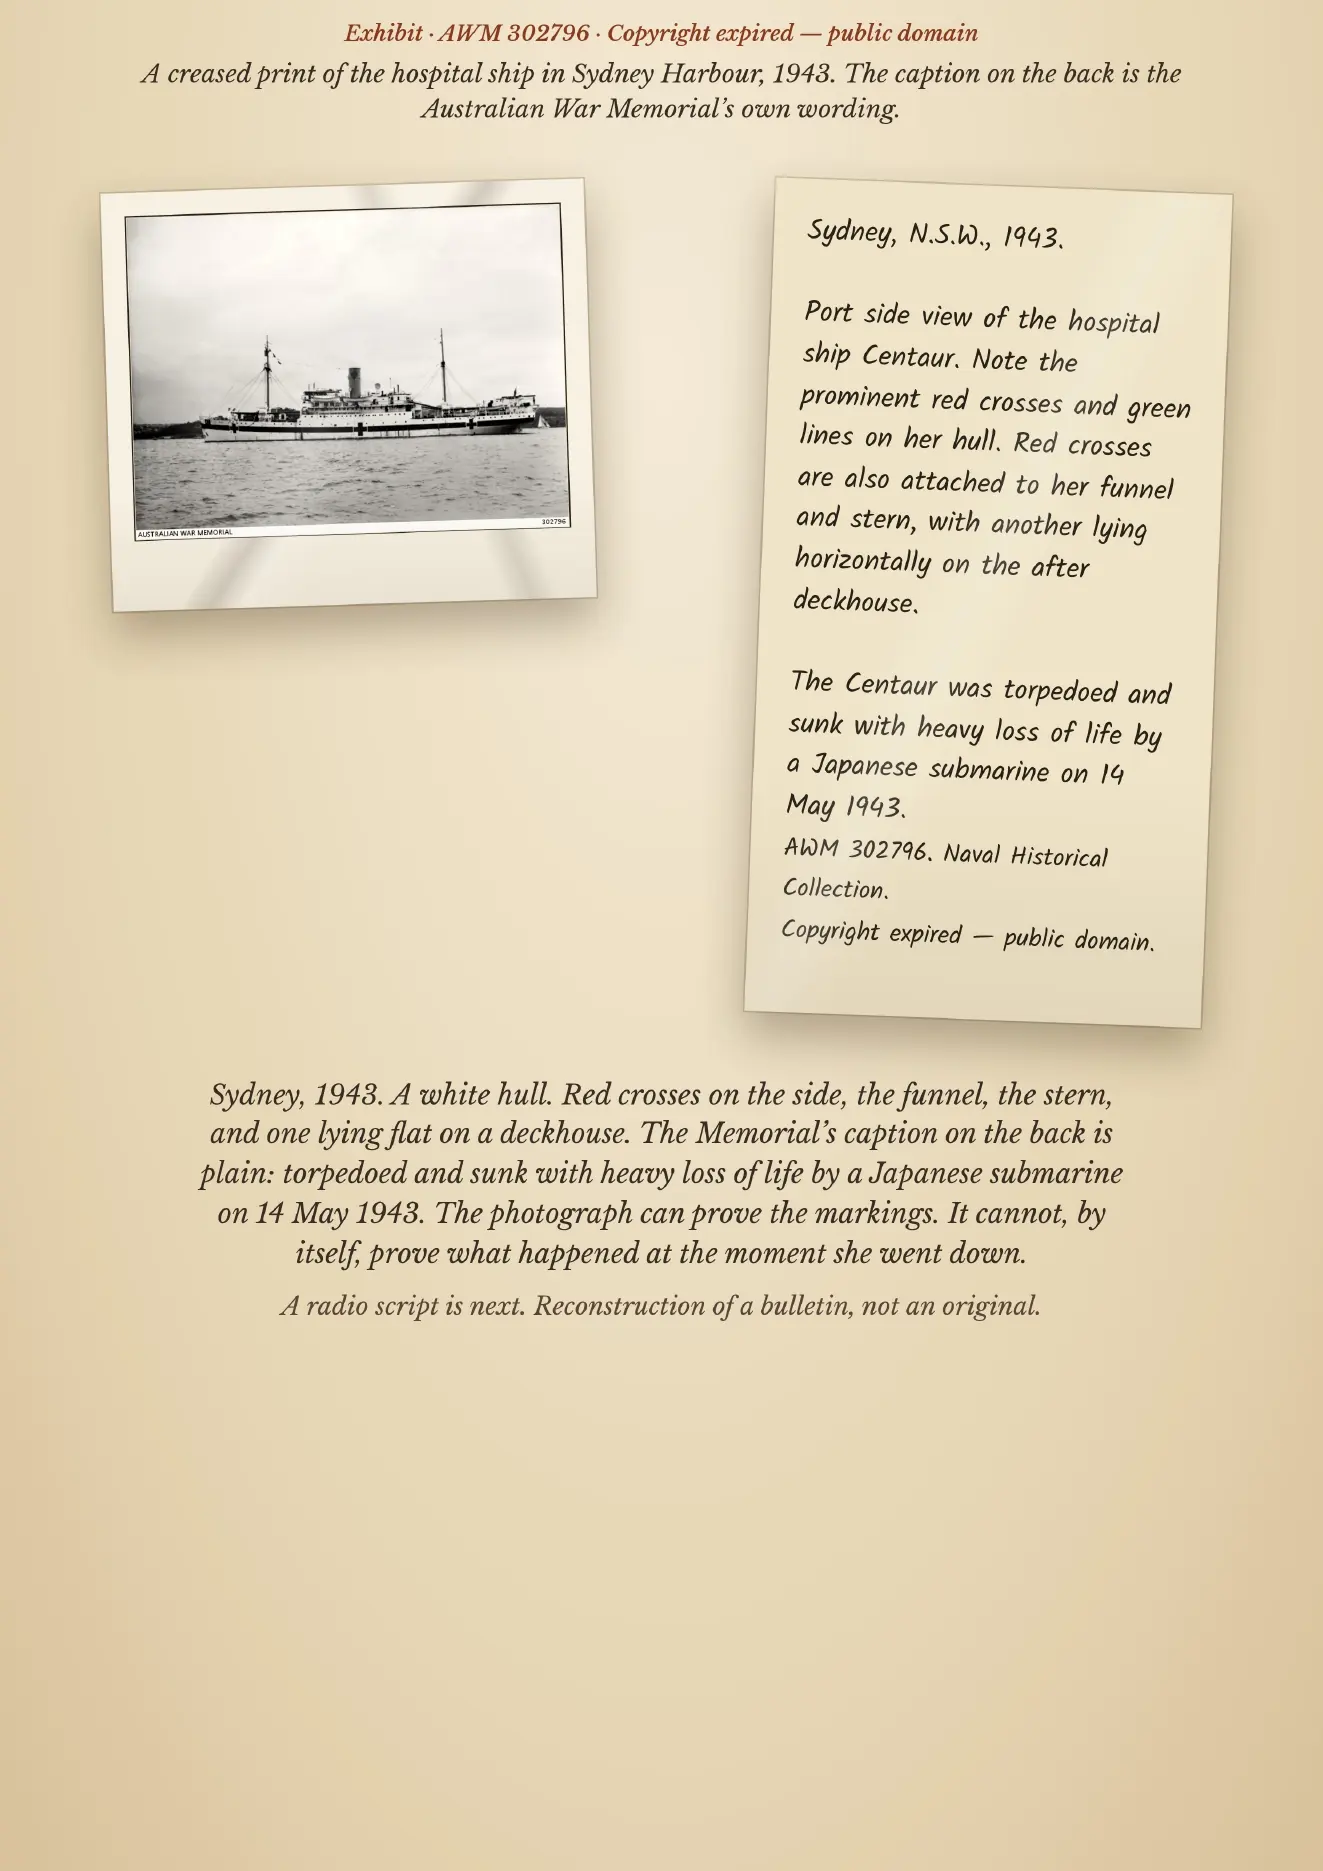 Exhibit · AWM 302796 · Copyright expired — public domain
A creased print of the hospital ship in Sydney Harbour, 1943. The caption on the back is the
Australian War Memorial’s own wording.
AUSTRALIAN WAR MEMORIAL
302796
Sydney, N.S.W., 1943.
Port side view of the hospital
ship Centaur. Note the
prominent red crosses and green
lines on her hull. Red crosses
are also attached to her funnel
and stern, with another lying
horizontally on the after
deckhouse.
The Centaur was torpedoed and
sunk with heavy loss of life by
a Japanese submarine on 14
May 1943.
AWM 302796. Naval Historical
Collection.
Copyright expired — public domain.
Sydney, 1943. A white hull. Red crosses on the side, the funnel, the stern,
and one lying flat on a deckhouse. The Memorial’s caption on the back is
plain: torpedoed and sunk with heavy loss of life by a Japanese submarine
on 14 May 1943. The photograph can prove the markings. It cannot, by
itself, prove what happened at the moment she went down.
A radio script is next. Reconstruction of a bulletin, not an original.